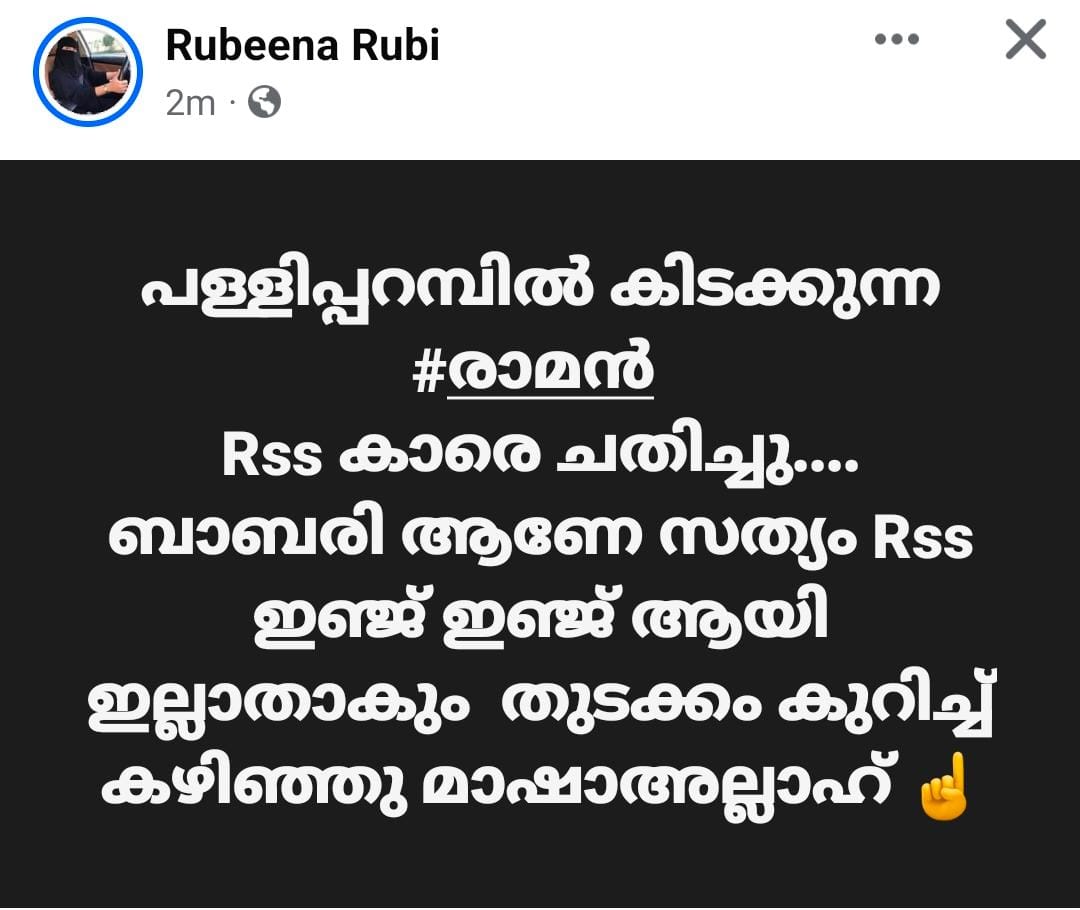 Rubeena Rubi
2m ·
പള്ളിപ്പറമ്പിൽ കിടക്കുന്ന
#രാമൻ
Rss കാരെ ചതിച്ചു....
ബാബരി ആണേ സത്യം Rss
ഇഞ്ച് ഇഞ്ച് ആയി
ഇല്ലാതാകും തുടക്കം കുറിച്ച്
കഴിഞ്ഞു മാഷാഅല്ലാഹ് ☝️